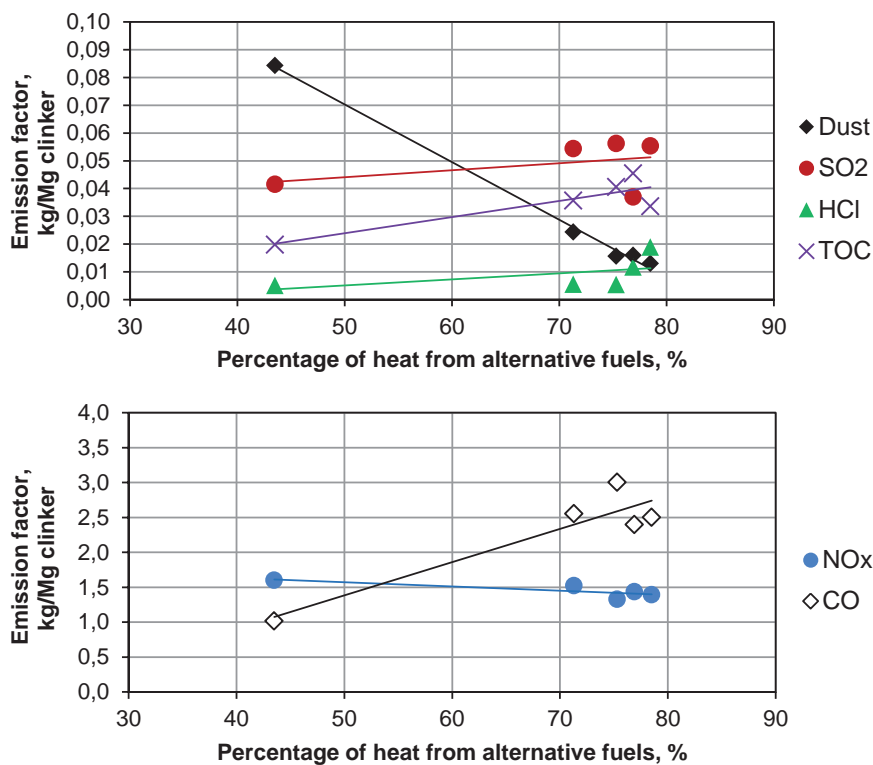 0,10
0,09
0,08
0,07
0,06
0,05
0,04
0,03
0,02
0,01
0,00
Emission factor,
kg/Mg clinker
30 40 50 60 70 80 90
Percentage of heat from alternative fuels, %
Dust
SO2
HCl
TOC
4,0
3,5
3,0
2,5
2,0
1,5
1,0
0,5
0,0
Emission factor,
kg/Mg clinker
30 40 50 60 70 80 90
Percentage of heat from alternative fuels, %
NOx
CO